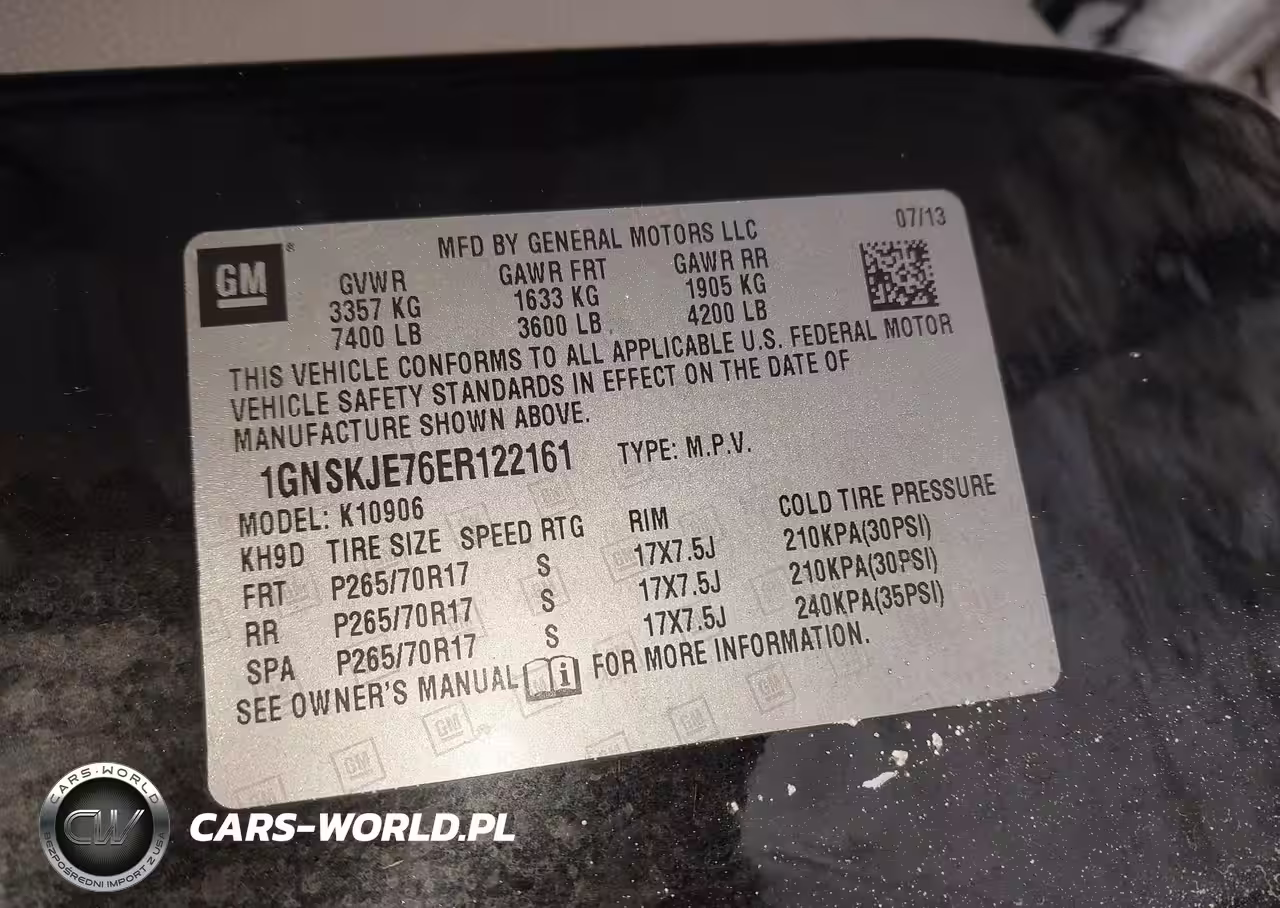 07/13
MFD BY GENERAL MOTORS LLC
GM
GVWR GAWR FRT GAWR RR
3357 KG 1633 KG 1905 KG
7400 LB 3600 LB 4200 LB
THIS VEHICLE CONFORMS TO ALL APPLICABLE U.S. FEDERAL MOTOR
VEHICLE SAFETY STANDARDS IN EFFECT ON THE DATE OF
MANUFACTURE SHOWN ABOVE.
1GNSKJE76ER122161 TYPE: M.P.V.
MODEL: K10906
KH9D TIRE SIZE SPEED RTG RIM COLD TIRE PRESSURE
FRT P265/70R17 S 17X7.5J 210KPA(30PSI)
RR P265/70R17 S 17X7.5J 210KPA(30PSI)
SPA P265/70R17 S 17X7.5J 240KPA(35PSI)
SEE OWNER'S MANUAL i FOR MORE INFORMATION.
CARS-WORLD
CW
BEZPOŚREDNI IMPORT Z USA
CARS-WORLD.PL